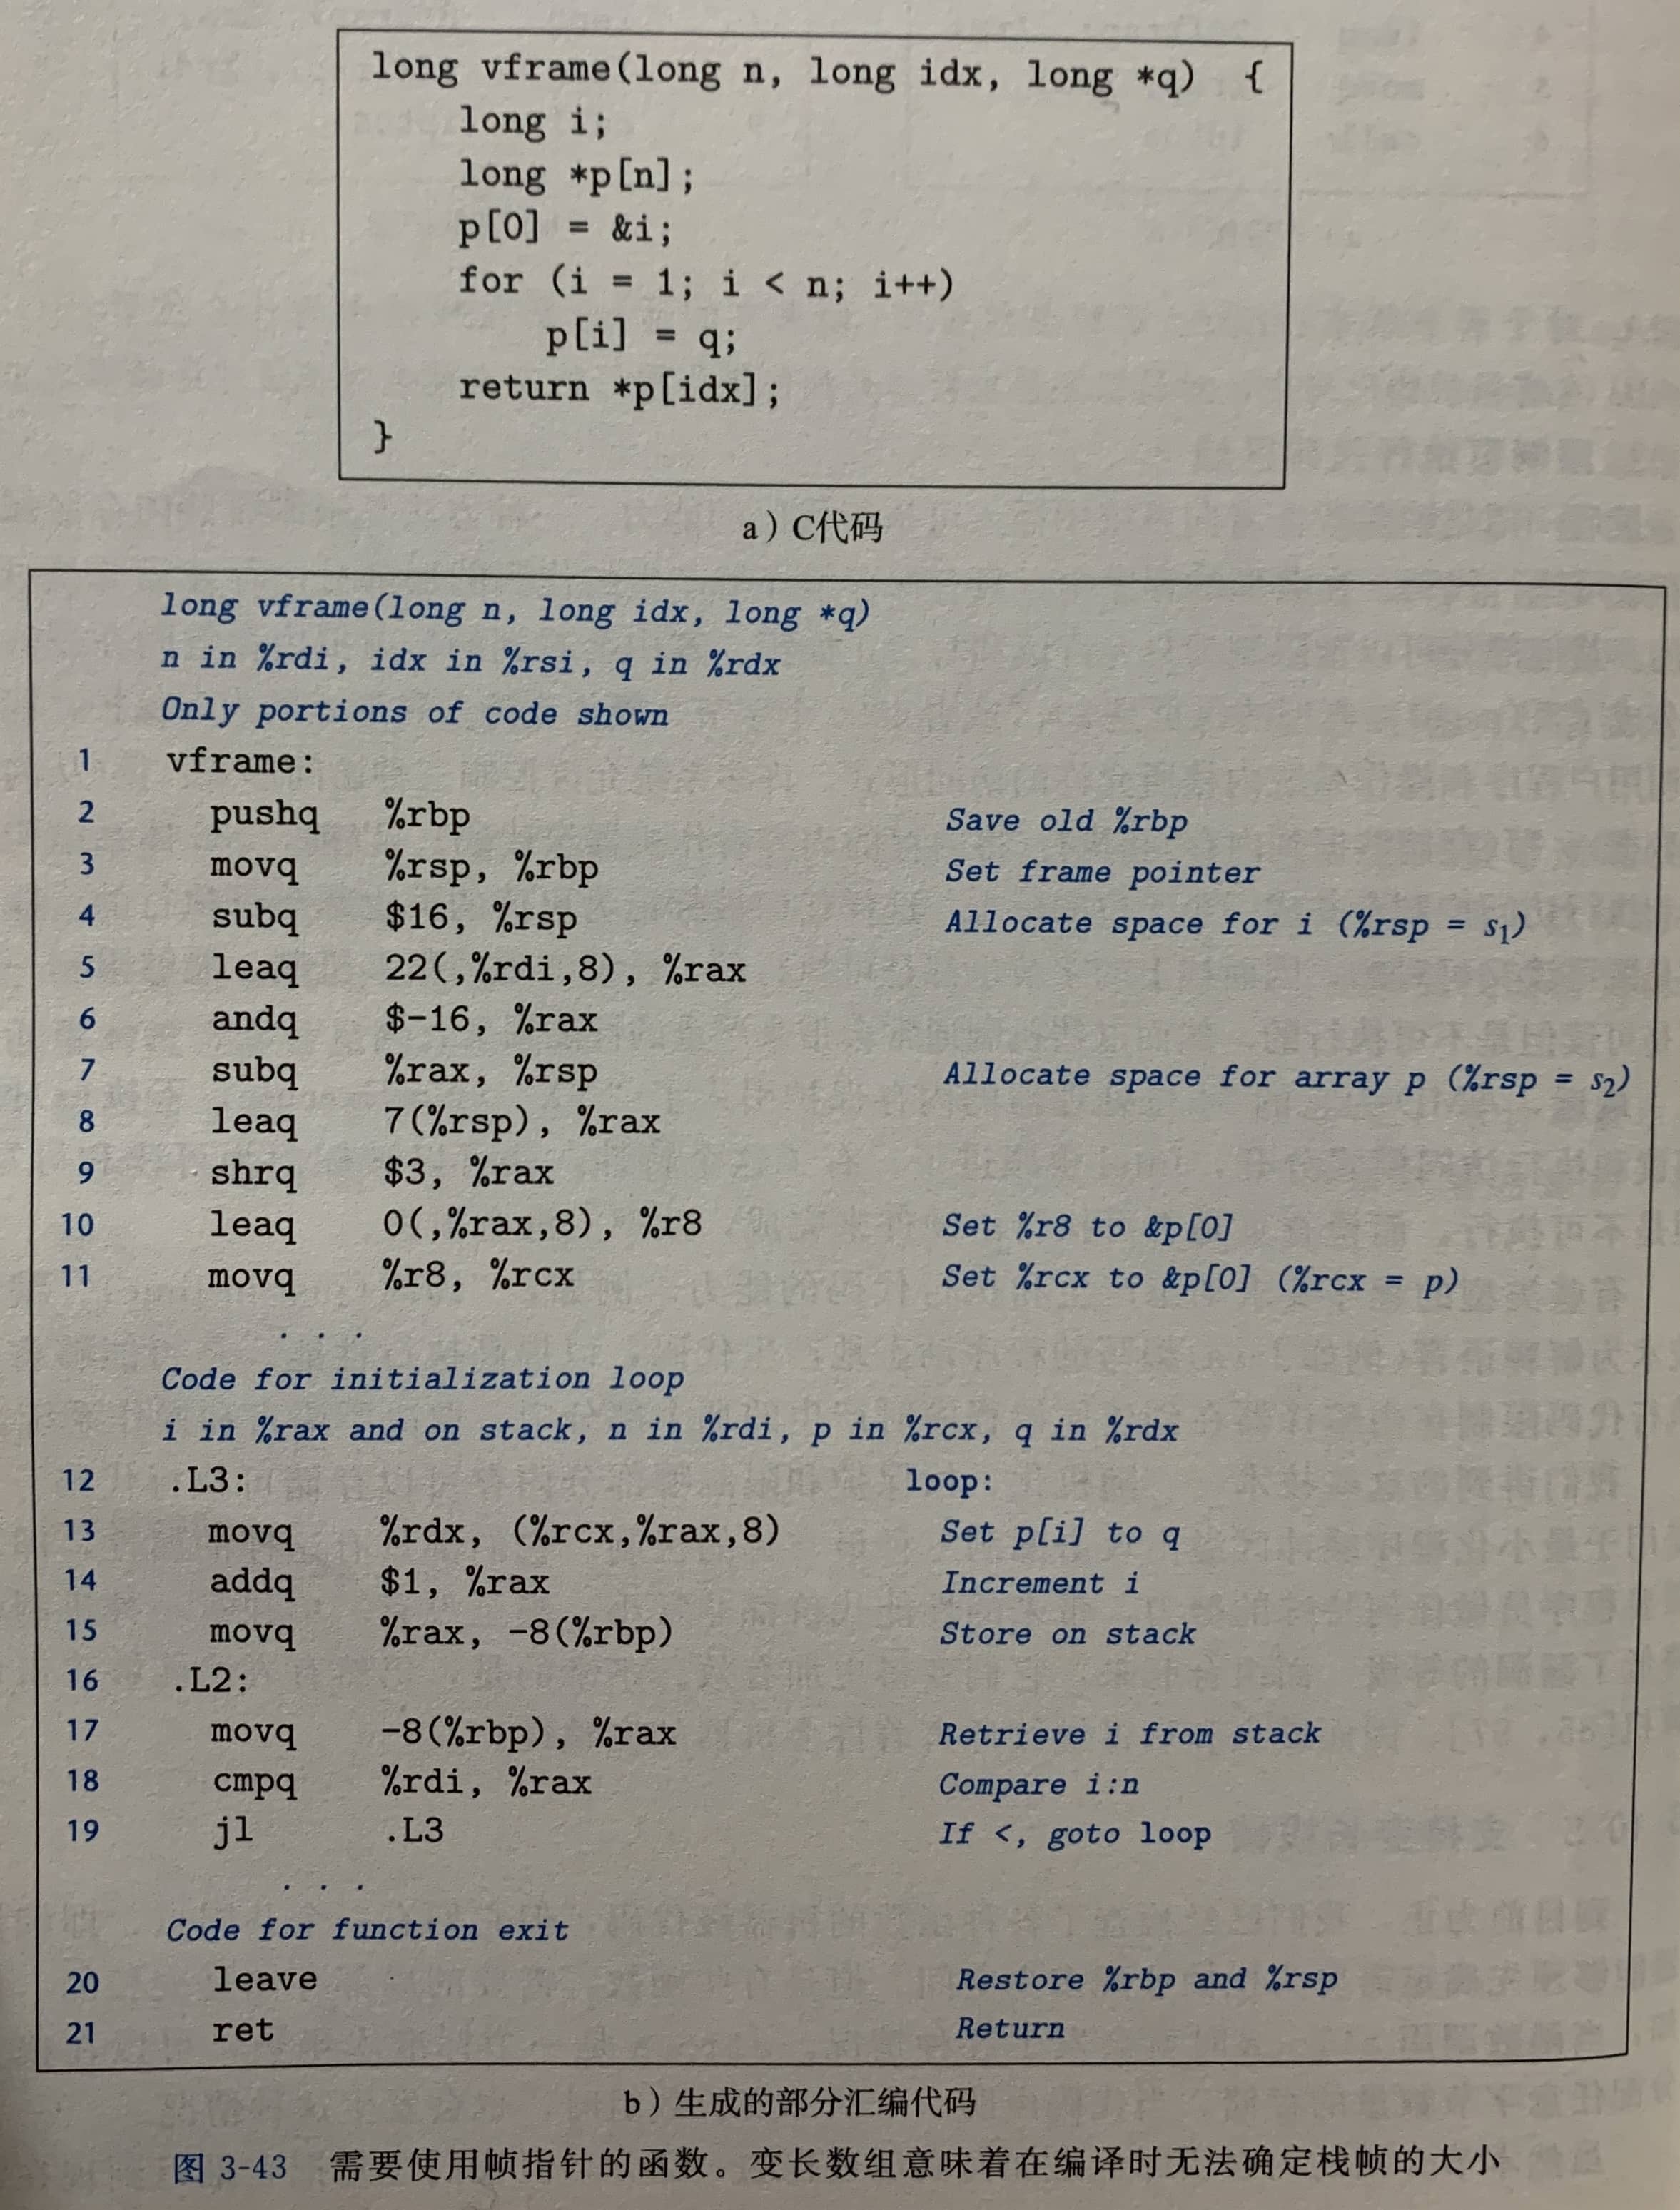 long vframe(long n, long idx, long *q) {
    long i;
    long *p[n];
    p[0] = &i;
    for (i = 1; i < n; i++)
        p[i] = q;
    return *p[idx];
}
a）C代码
long vframe(long n, long idx, long *q)
n in %rdi, idx in %rsi, q in %rdx
Only portions of code shown
1 vframe:
2 pushq %rbp Save old %rbp
3 movq %rsp, %rbp Set frame pointer
4 subq $16, %rsp Allocate space for i (%rsp = s₁)
5 leaq 22(,%rdi,8), %rax
6 andq $-16, %rax
7 subq %rax, %rsp Allocate space for array p (%rsp = s₂)
8 leaq 7(%rsp), %rax
9 shrq $3, %rax
10 leaq 0(,%rax,8), %r8 Set %r8 to &p[0]
11 movq %r8, %rcx Set %rcx to &p[0] (%rcx = p)
. . .
Code for initialization loop
i in %rax and on stack, n in %rdi, p in %rcx, q in %rdx
12 .L3: loop:
13 movq %rdx, (%rcx,%rax,8) Set p[i] to q
14 addq $1, %rax Increment i
15 movq %rax, -8(%rbp) Store on stack
16 .L2:
17 movq -8(%rbp), %rax Retrieve i from stack
18 cmpq %rdi, %rax Compare i:n
19 jl .L3 If <, goto loop
. . .
Code for function exit
20 leave Restore %rbp and %rsp
21 ret Return
b）生成的部分汇编代码
图 3-43 需要使用帧指针的函数。变长数组意味着在编译时无法确定栈帧的大小